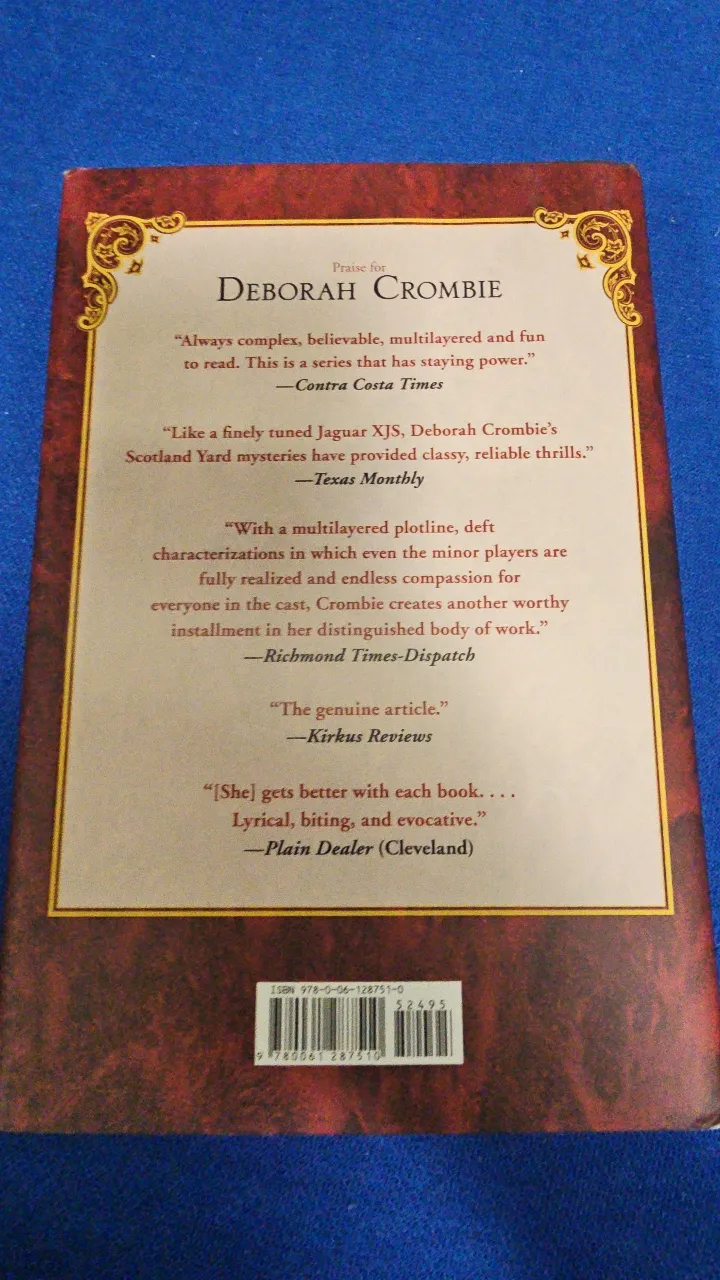 Praise for
DEBORAH CROMBIE
“Always complex, believable, multilayered and fun
to read. This is a series that has staying power.”
—Contra Costa Times
“Like a finely tuned Jaguar XJS, Deborah Crombie’s
Scotland Yard mysteries have provided classy, reliable thrills.”
—Texas Monthly
“With a multilayered plotline, deft
characterizations in which even the minor players are
fully realized and endless compassion for
everyone in the cast, Crombie creates another worthy
installment in her distinguished body of work.”
—Richmond Times-Dispatch
“The genuine article.”
—Kirkus Reviews
“[She] gets better with each book. . . .
Lyrical, biting, and evocative.”
—Plain Dealer (Cleveland)
ISBN 978-0-06-128751-0
52495
9 780061 287510